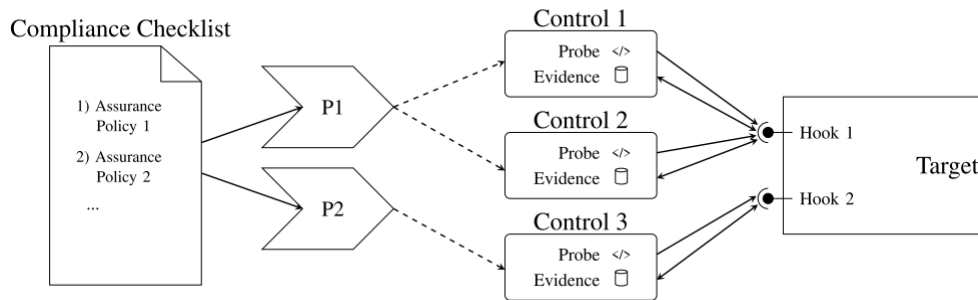 Compliance Checklist
1) Assurance
Policy 1
2) Assurance
Policy 2
...
P1
P2
Control 1
Probe </>
Evidence
Control 2
Probe </>
Evidence
Control 3
Probe </>
Evidence
Hook 1
Target
Hook 2